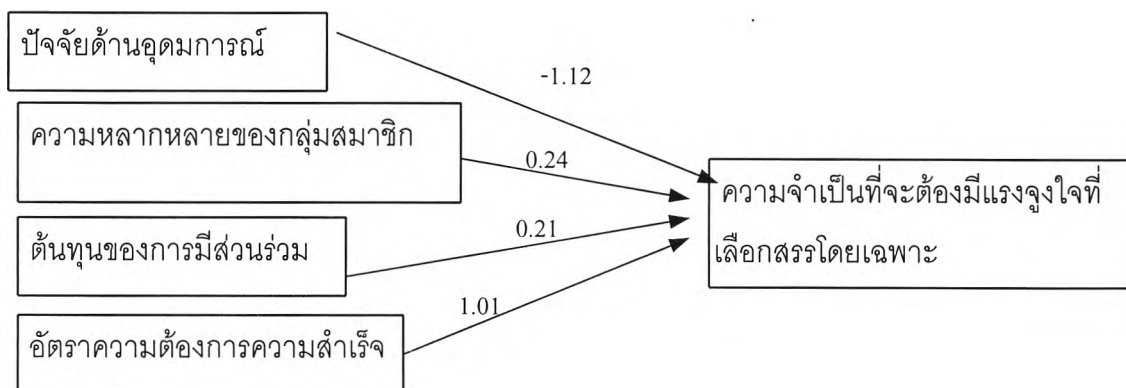 ปัจจัยด้านอุดมการณ์
-1.12
ความหลากหลายของกลุ่มสมาชิก
0.24
ความจำเป็นที่จะต้องมีแรงจูงใจที่
เลือกสรรโดยเฉพาะ
ต้นทุนของการมีส่วนร่วม
0.21
1.01
อัตราความต้องการความสำเร็จ